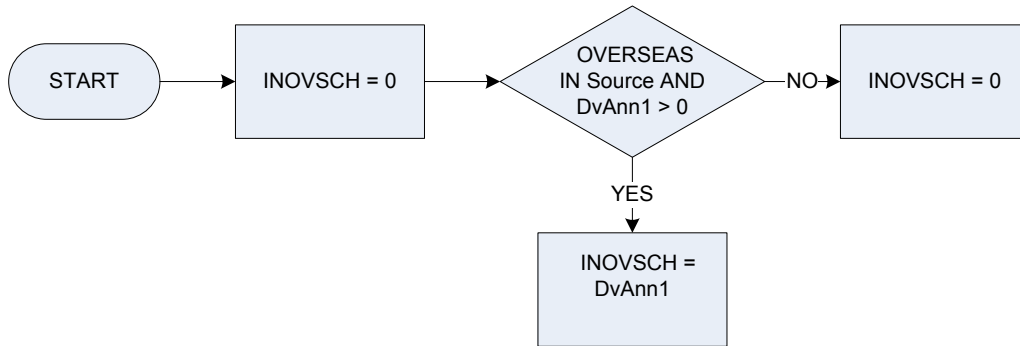 START
INOVSCH = 0
OVERSEAS
IN Source AND
DvAnn1 > 0
NO
INOVSCH = 0
YES
INOVSCH =
DvAnn1